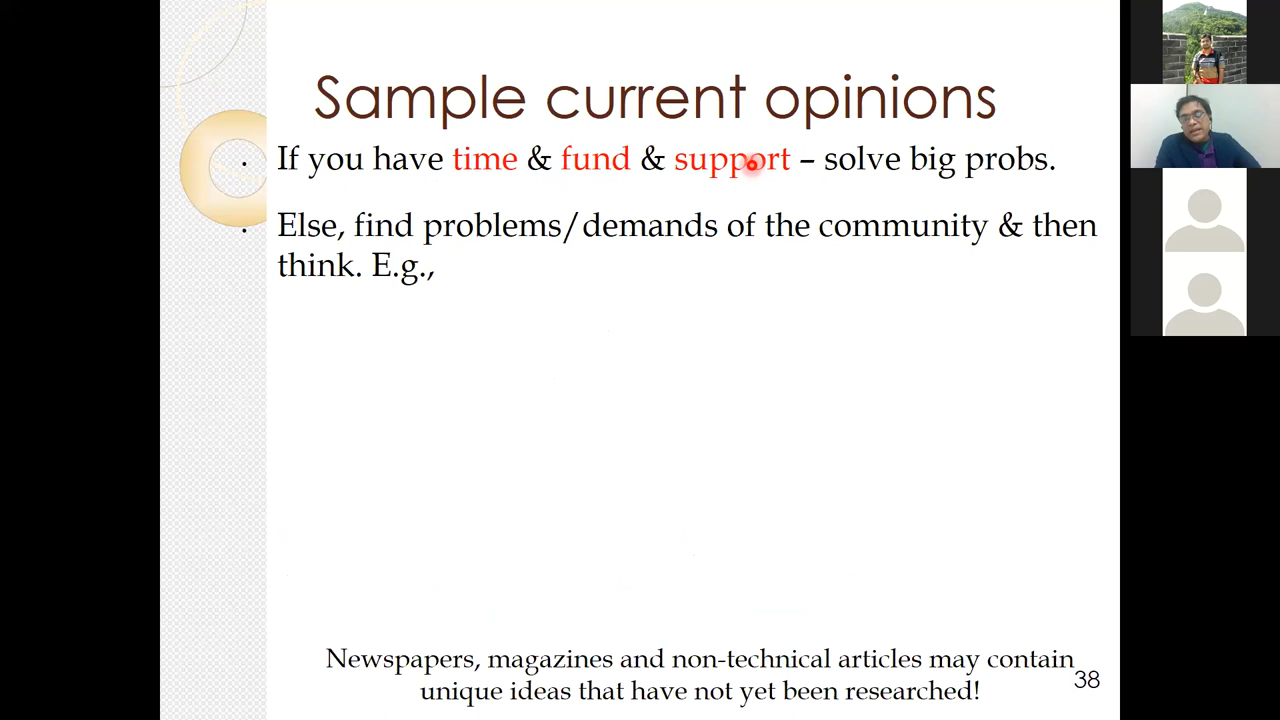 Sample current opinions
• If you have time & fund & support – solve big probs.
• Else, find problems/demands of the community & then
think. E.g.,
Newspapers, magazines and non-technical articles may contain
unique ideas that have not yet been researched!
38